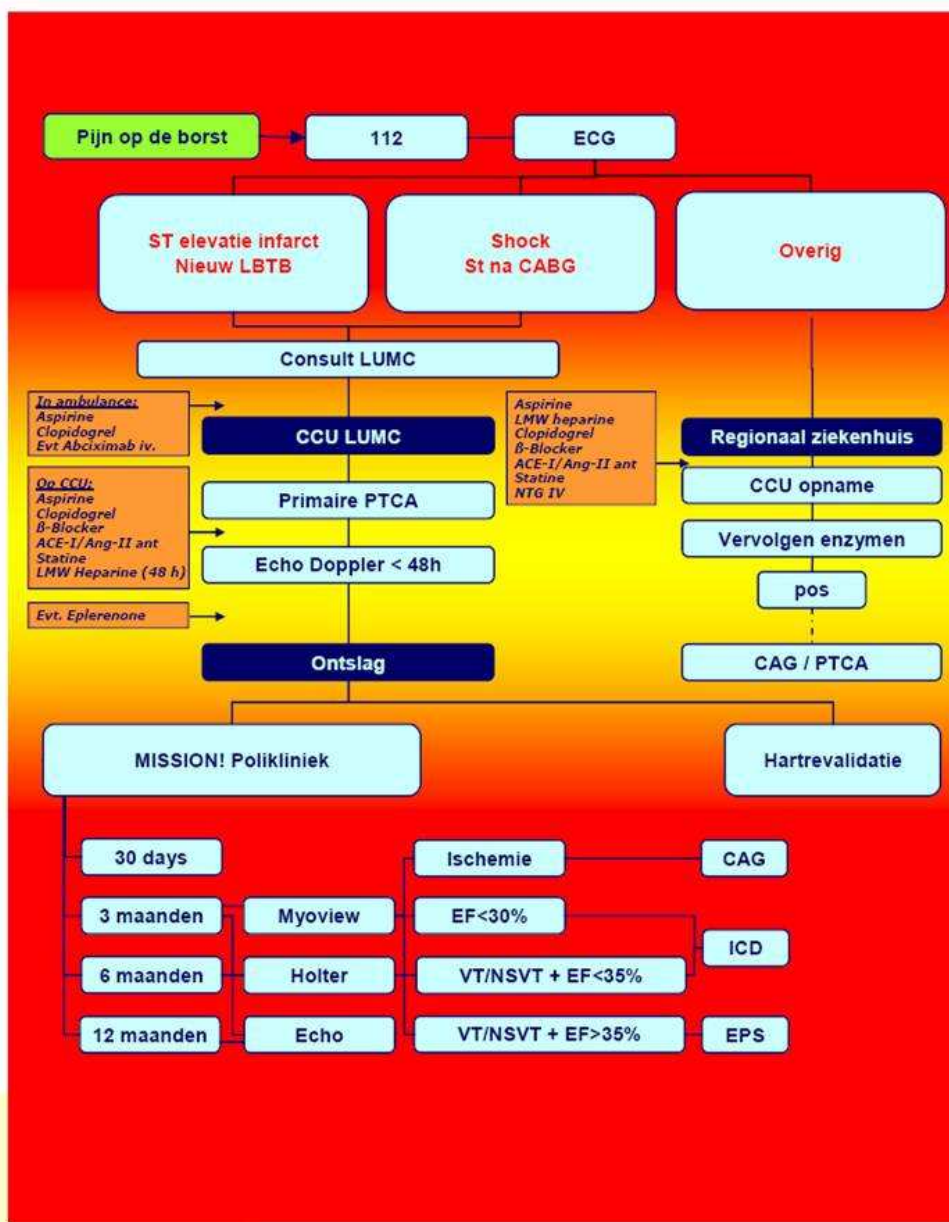 Pijn op de borst
112
ECG
ST elevatie infarct
Nieuw LBTB
Shock
St na CABG
Overig
Consult LUMC
In ambulance:
Aspirine
Clopidogrel
Evt Abciximab iv.
CCU LUMC
Aspirine
LMW heparine
Clopidogrel
β-Blocker
ACE-I/Ang-II ant
Statine
NTG IV
Regionaal ziekenhuis
CCU opname
Op CCU:
Aspirine
Clopidogrel
β-Blocker
ACE-I/Ang-II ant
Statine
LMW Heparine (48 h)
Primaire PTCA
Vervolgen enzymen
Echo Doppler < 48h
pos
Evt. Eplerenone
Ontslag
CAG / PTCA
MISSION! Polikliniek
Hartrevalidatie
30 days
Ischemie
CAG
3 maanden
Myoview
EF<30%
ICD
6 maanden
Holter
VT/NSVT + EF<35%
12 maanden
Echo
VT/NSVT + EF>35%
EPS